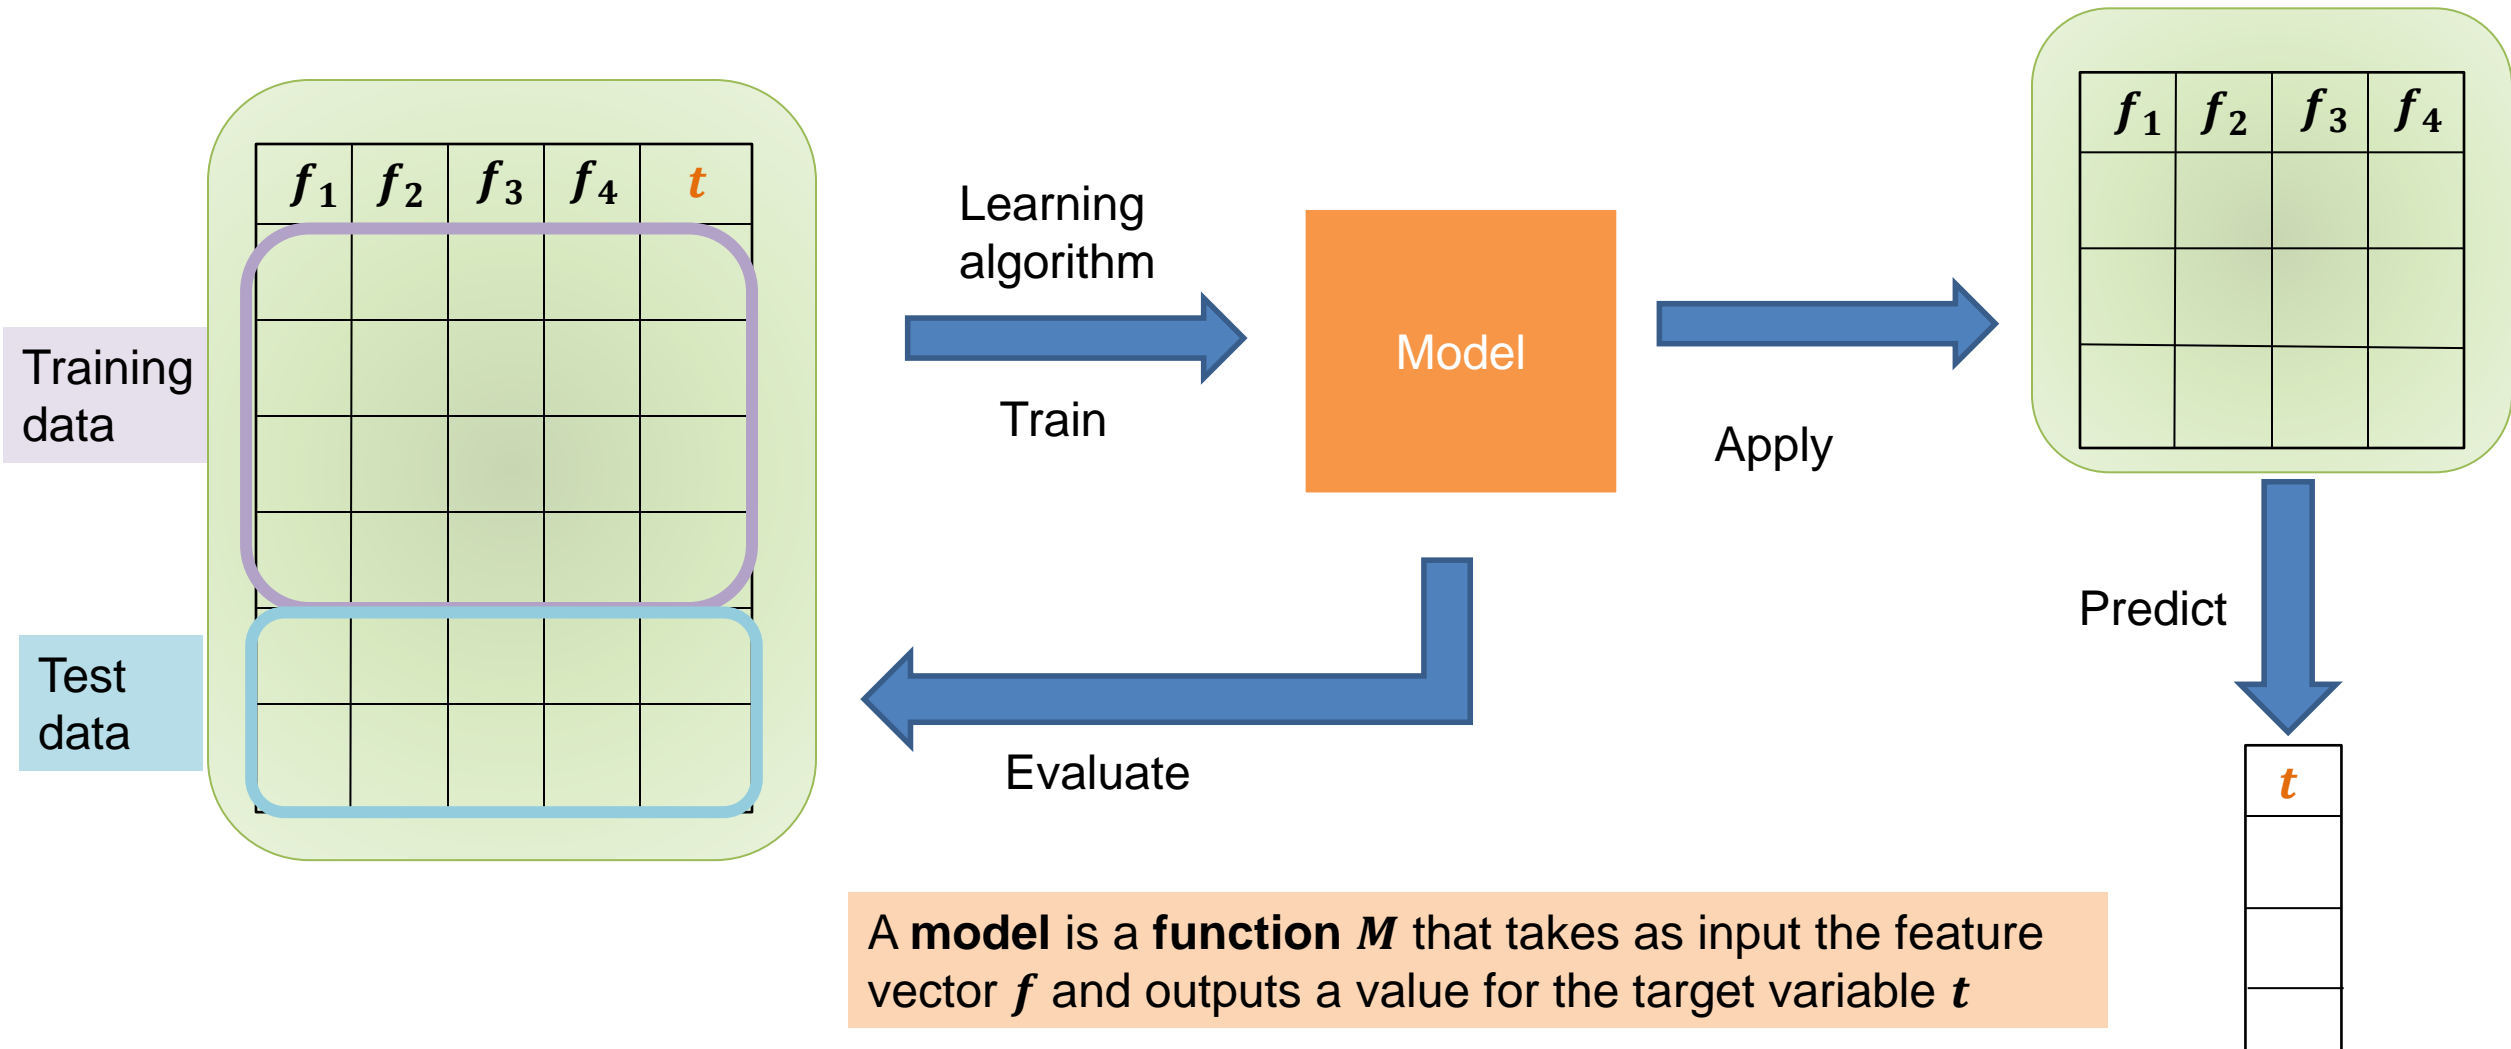 f1 f2 f3 f4 t
Training
data
Test
data
Learning
algorithm
Train
Model
Apply
Evaluate
f1 f2 f3 f4
Predict
t
A model is a function M that takes as input the feature
vector f and outputs a value for the target variable t